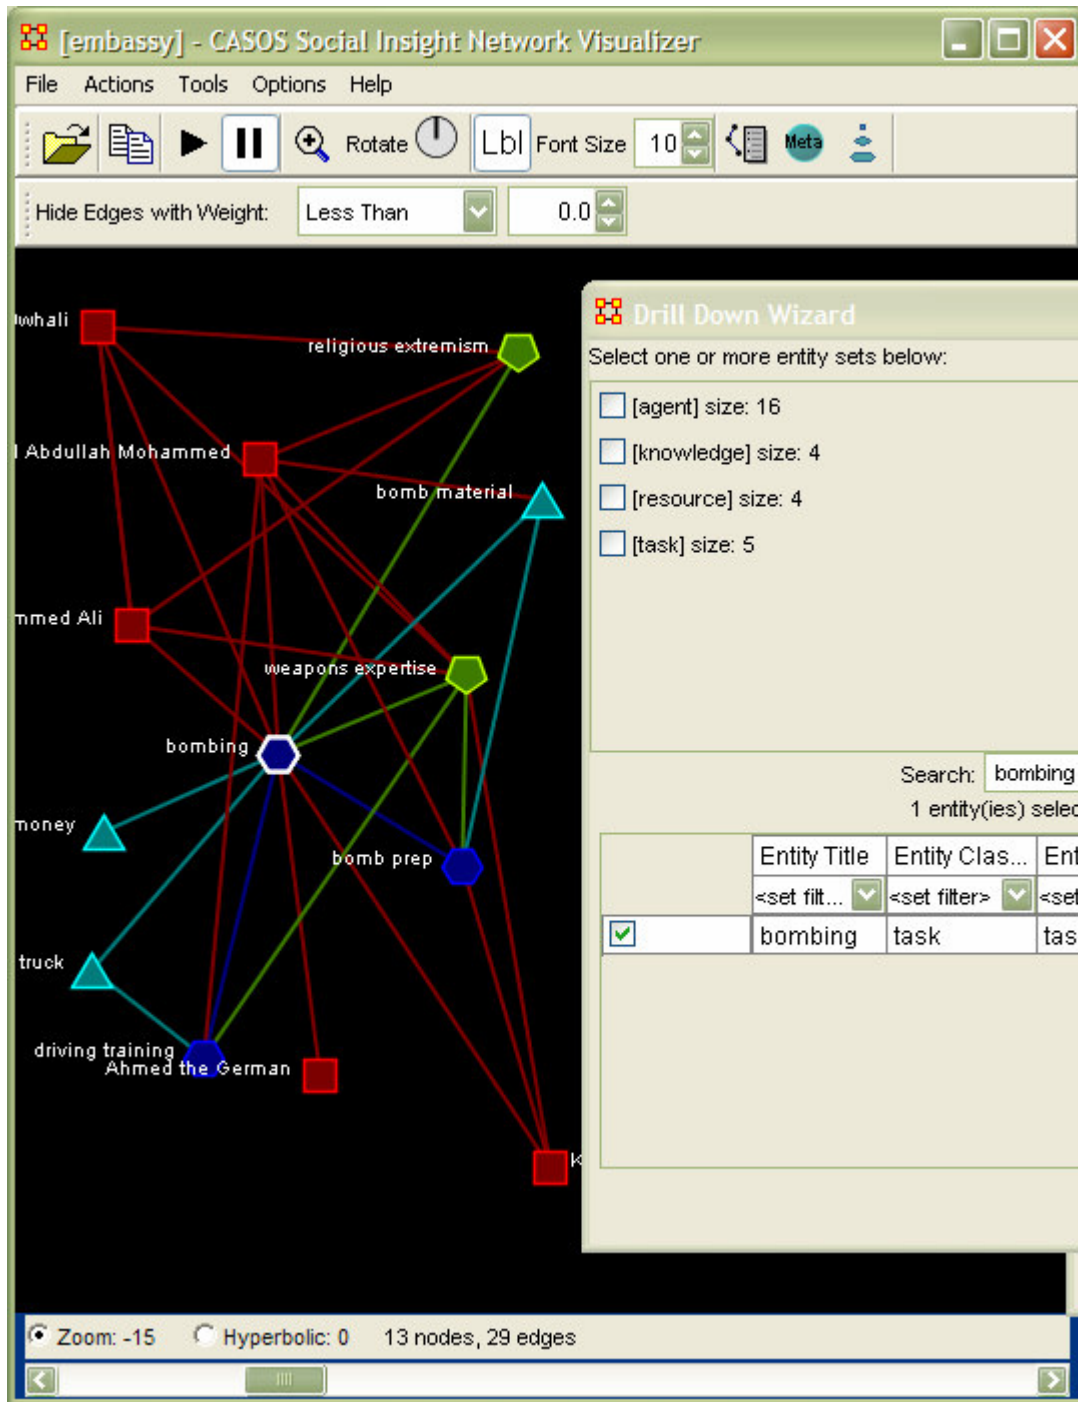 [embassy] - CASOS Social Insight Network Visualizer
File Actions Tools Options Help
Rotate Lbl Font Size 10 Meta
Hide Edges with Weight: Less Than 0.0
whali
religious extremism
Abdullah Mohammed
bomb material
mmed Ali
weapons expertise
bombing
money
bomb prep
truck
driving training
Ahmed the German
Drill Down Wizard
Select one or more entity sets below:
[agent] size: 16
[knowledge] size: 4
[resource] size: 4
[task] size: 5
Search: bombing
1 entity(ies) selec
Entity Title Entity Clas... Ent
<set filt... <set filter> <set
bombing task tas
Zoom: -15 Hyperbolic: 0 13 nodes, 29 edges